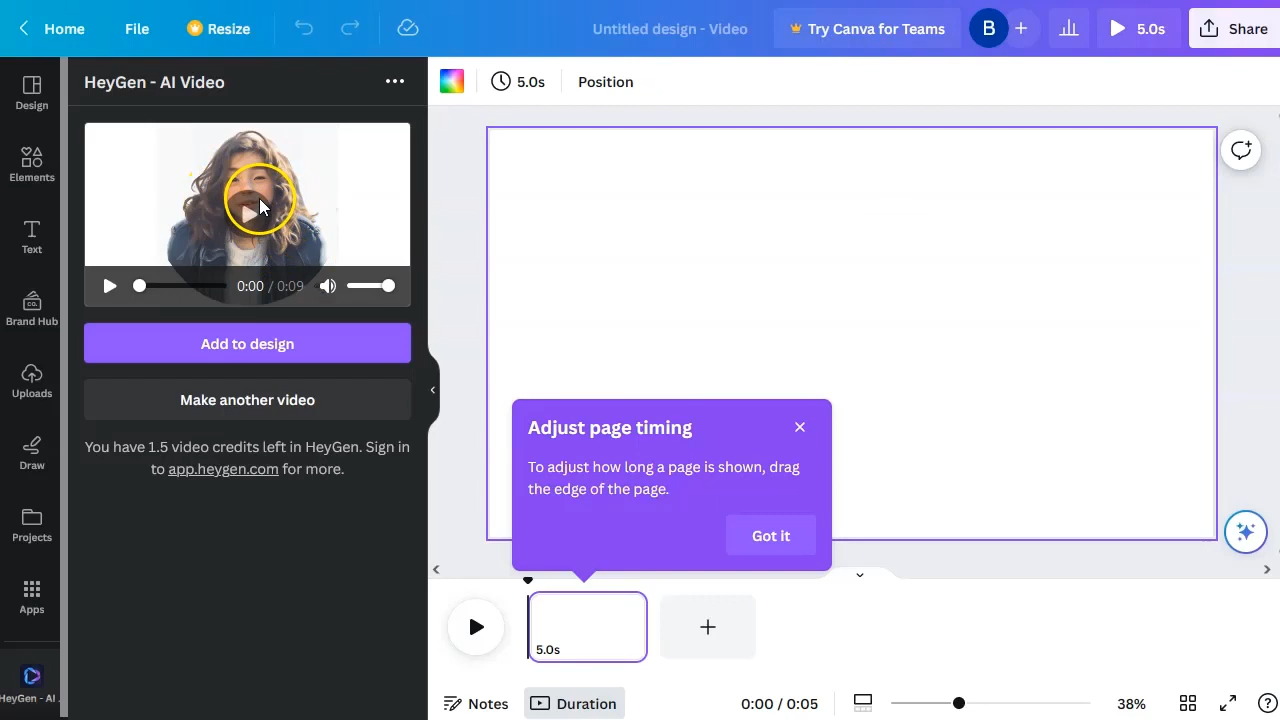 Home
File
Resize
Untitled design - Video
Try Canva for Teams
B
5.0s
Share
Design
Elements
Text
CO.
Brand Hub
Uploads
Draw
Projects
Apps
HeyGen - AI .
HeyGen - AI Video
0:00 / 0:09
Add to design
Make another video
You have 1.5 video credits left in HeyGen. Sign in
to app.heygen.com for more.
5.0s
Position
Adjust page timing
To adjust how long a page is shown, drag
the edge of the page.
Got it
5.0s
Notes
Duration
0:00 / 0:05
38%